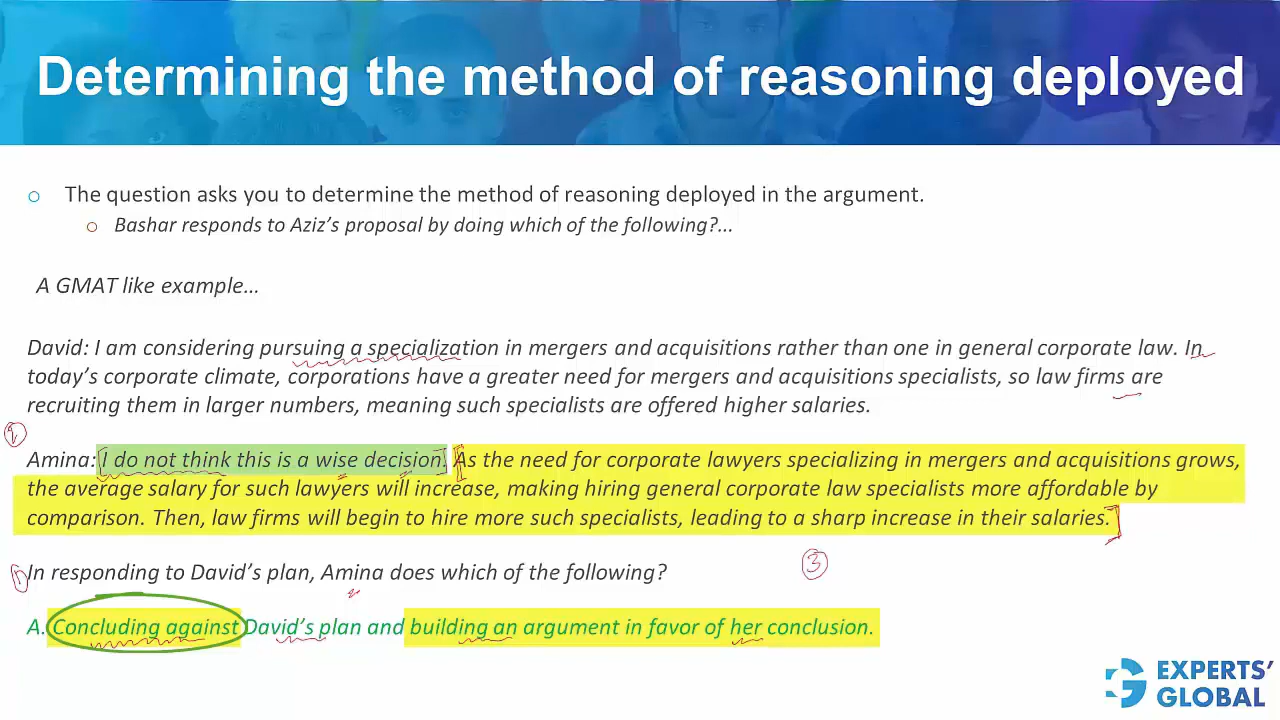 Determining the method of reasoning deployed
The question asks you to determine the method of reasoning deployed in the argument.
Bashar responds to Aziz's proposal by doing which of the following?...
A GMAT like example...
David: I am considering pursuing a specialization in mergers and acquisitions rather than one in general corporate law. In
today's corporate climate, corporations have a greater need for mergers and acquisitions specialists, so law firms are
recruiting them in larger numbers, meaning such specialists are offered higher salaries.
2
Amina: I do not think this is a wise decision. As the need for corporate lawyers specializing in mergers and acquisitions grows,
the average salary for such lawyers will increase, making hiring general corporate law specialists more affordable by
comparison. Then, law firms will begin to hire more such specialists, leading to a sharp increase in their salaries.
3
1 In responding to David's plan, Amina does which of the following?
A. Concluding against David's plan and building an argument in favor of her conclusion.
EXPERTS'
GLOBAL